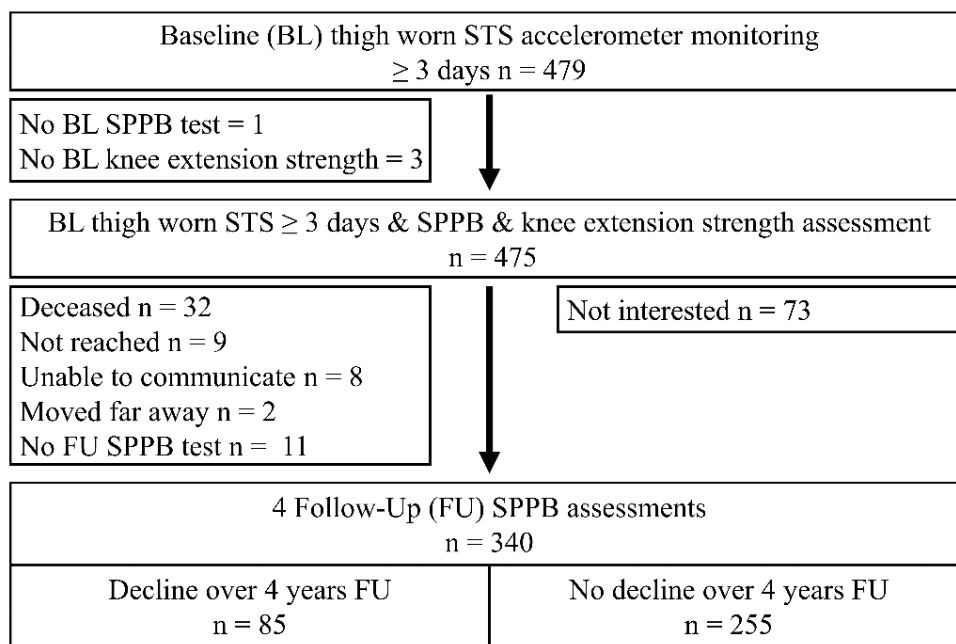 Baseline (BL) thigh worn STS accelerometer monitoring
≥ 3 days n = 479
No BL SPPB test = 1
No BL knee extension strength = 3
BL thigh worn STS ≥ 3 days & SPPB & knee extension strength assessment
n = 475
Deceased n = 32
Not reached n = 9
Unable to communicate n = 8
Moved far away n = 2
No FU SPPB test n = 11
Not interested n = 73
4 Follow-Up (FU) SPPB assessments
n = 340
Decline over 4 years FU
n = 85
No decline over 4 years FU
n = 255